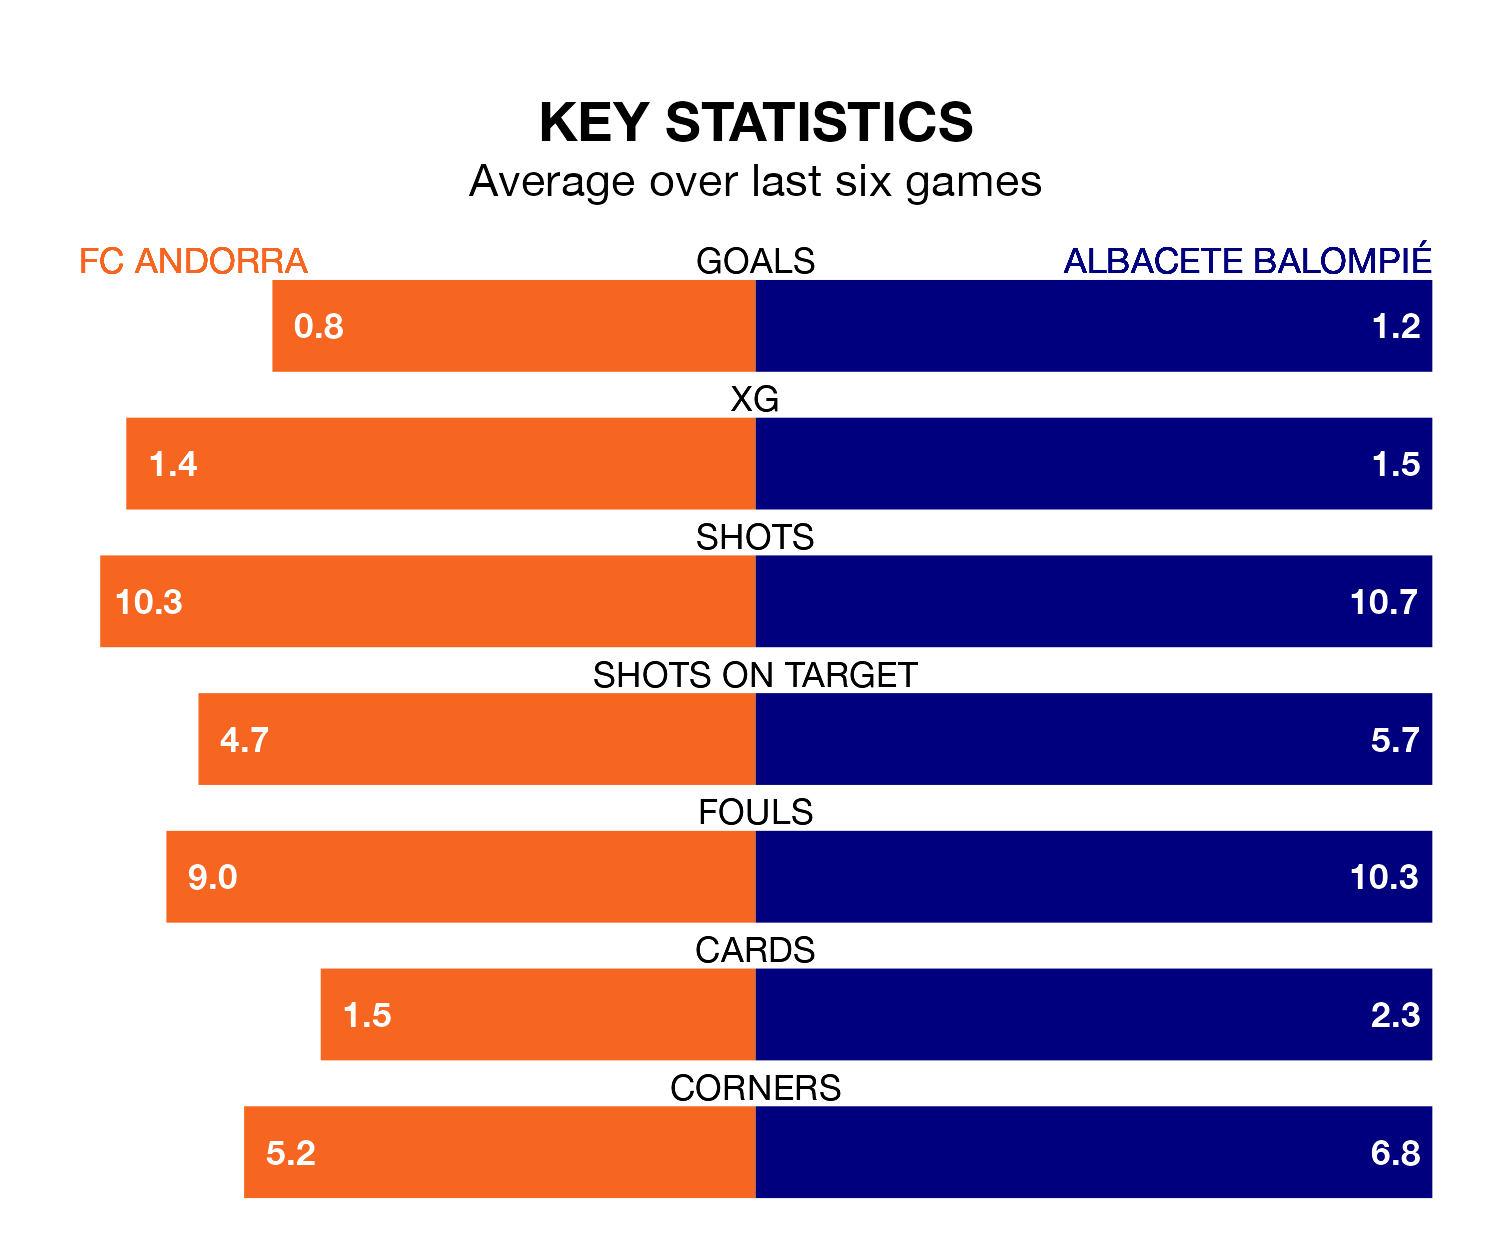 KEY STATISTICS
Average over last six games
FC ANDORRA GOALS ALBACETE BALOMPIÉ
0.8 1.2
XG
1.4 1.5
SHOTS
10.3 10.7
SHOTS ON TARGET
4.7 5.7
FOULS
9.0 10.3
CARDS
1.5 2.3
CORNERS
5.2 6.8